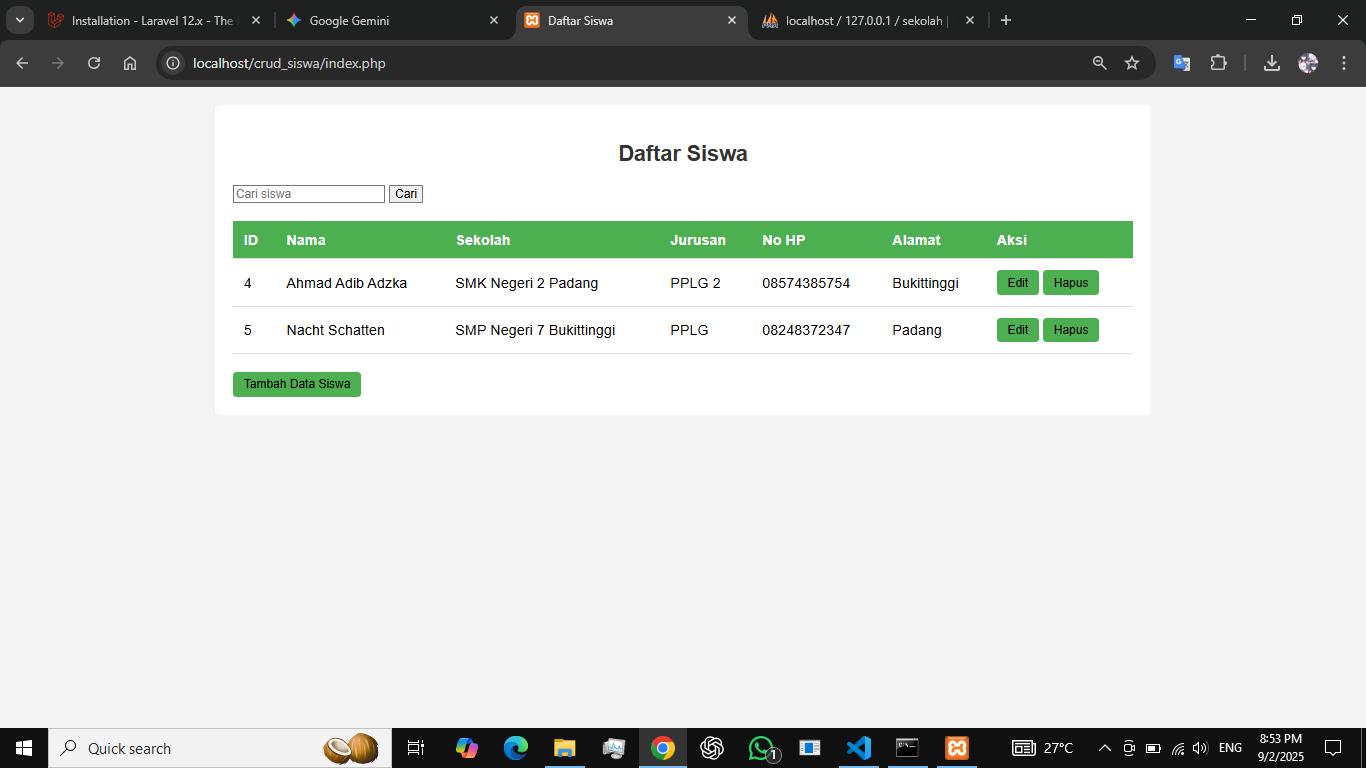 Installation - Laravel 12.x - The
Google Gemini
Daftar Siswa
localhost / 127.0.0.1 / sekolah |
localhost/crud_siswa/index.php
Daftar Siswa
Cari siswa Cari
ID Nama Sekolah Jurusan No HP Alamat Aksi
4 Ahmad Adib Adzka SMK Negeri 2 Padang PPLG 2 08574385754 Bukittinggi Edit Hapus
5 Nacht Schatten SMP Negeri 7 Bukittinggi PPLG 08248372347 Padang Edit Hapus
Tambah Data Siswa
Quick search
1
27°C
ENG
8:53 PM
9/2/2025